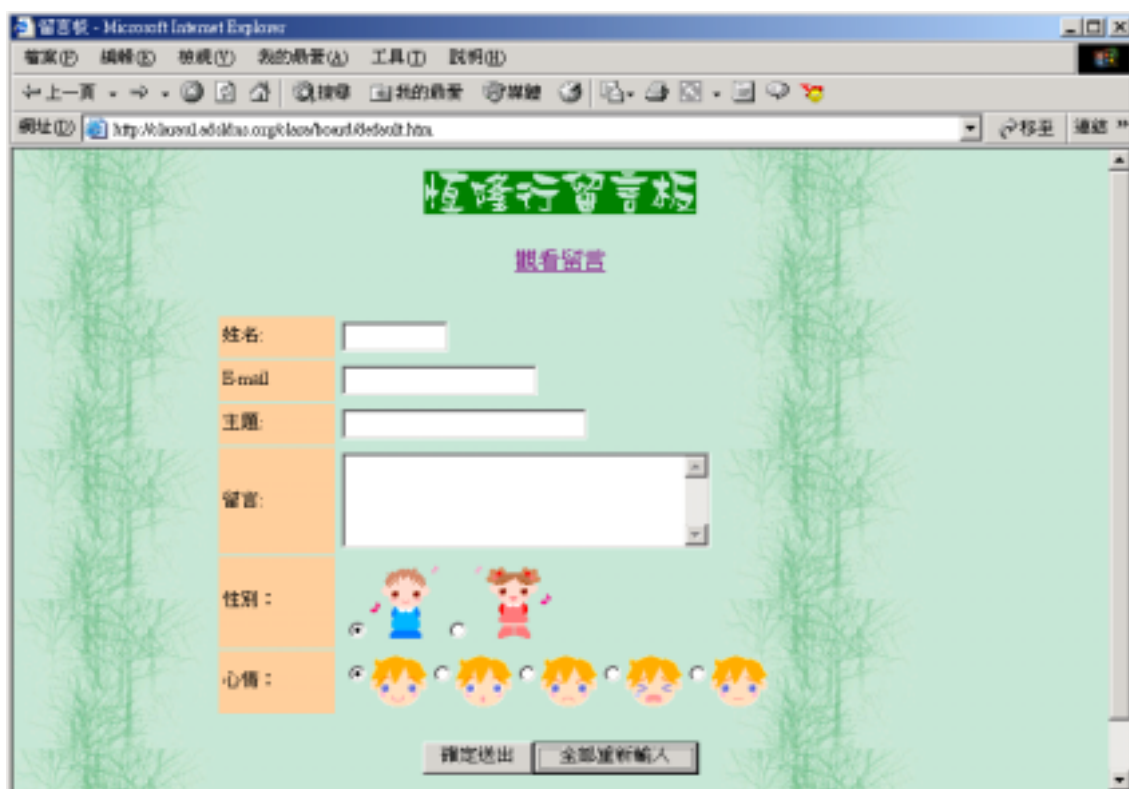 留言板 - Microsoft Internet Explorer
檔案(F) 編輯(E) 檢視(V) 我的最愛(A) 工具(T) 說明(H)
上一頁 搜尋 我的最愛 媒體
網址(D) 移至 連結 »
恆隆行留言板
觀看留言
姓名:
E-mail
主題:
留言:
性別：
心情：
確定送出 全部重新輸入